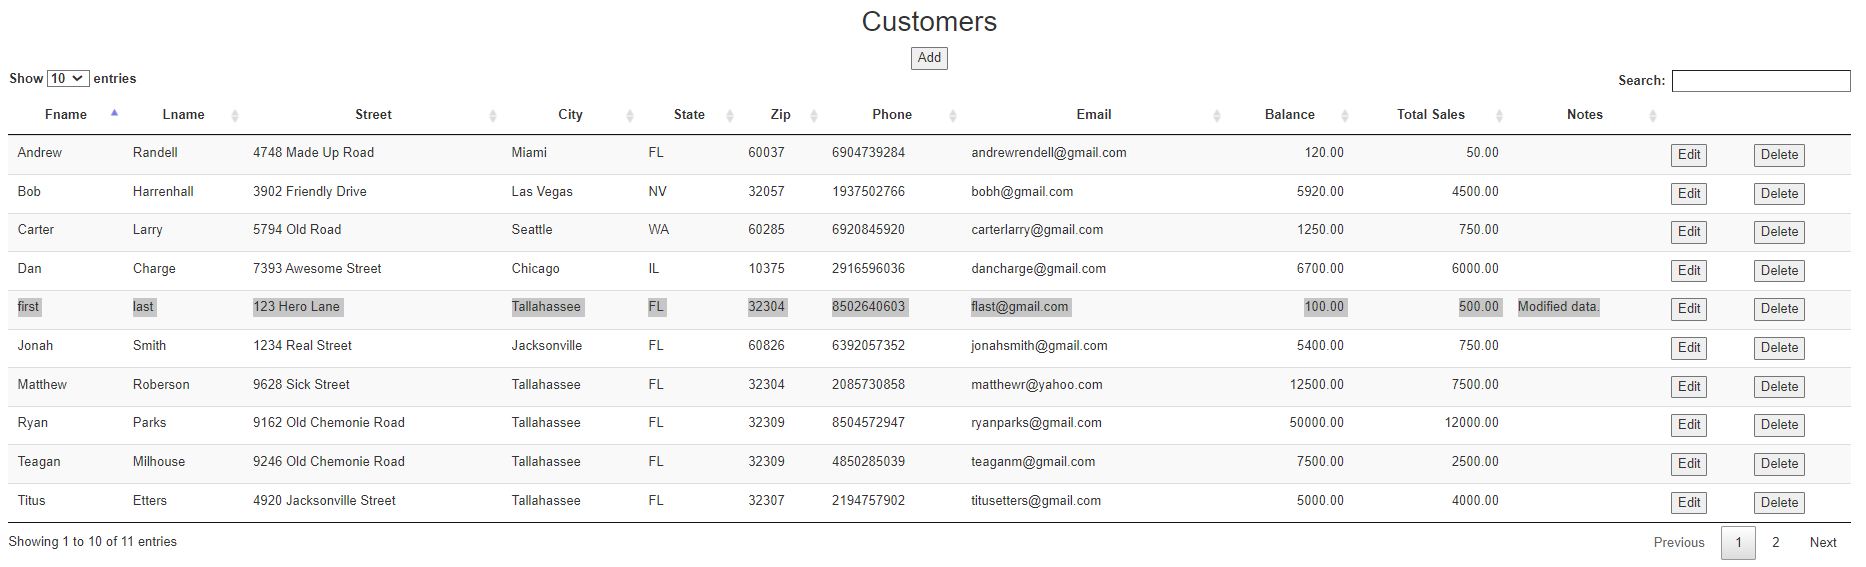 Customers
Add
Show 10 entries
Search:
Fname Lname Street City State Zip Phone Email Balance Total Sales Notes
Andrew Randell 4748 Made Up Road Miami FL 60037 6904739284 andrewrendell@gmail.com 120.00 50.00 Edit Delete
Bob Harrenhall 3902 Friendly Drive Las Vegas NV 32057 1937502766 bobh@gmail.com 5920.00 4500.00 Edit Delete
Carter Larry 5794 Old Road Seattle WA 60285 6920845920 carterlarry@gmail.com 1250.00 750.00 Edit Delete
Dan Charge 7393 Awesome Street Chicago IL 10375 2916596036 dancharge@gmail.com 6700.00 6000.00 Edit Delete
first last 123 Hero Lane Tallahassee FL 32304 8502640603 flast@gmail.com 100.00 500.00 Modified data. Edit Delete
Jonah Smith 1234 Real Street Jacksonville FL 60826 6392057352 jonahsmith@gmail.com 5400.00 750.00 Edit Delete
Matthew Roberson 9628 Sick Street Tallahassee FL 32304 2085730858 matthewr@yahoo.com 12500.00 7500.00 Edit Delete
Ryan Parks 9162 Old Chemonie Road Tallahassee FL 32309 8504572947 ryanparks@gmail.com 50000.00 12000.00 Edit Delete
Teagan Milhouse 9246 Old Chemonie Road Tallahassee FL 32309 4850285039 teaganm@gmail.com 7500.00 2500.00 Edit Delete
Titus Etters 4920 Jacksonville Street Tallahassee FL 32307 2194757902 titusetters@gmail.com 5000.00 4000.00 Edit Delete
Showing 1 to 10 of 11 entries
Previous 1 2 Next